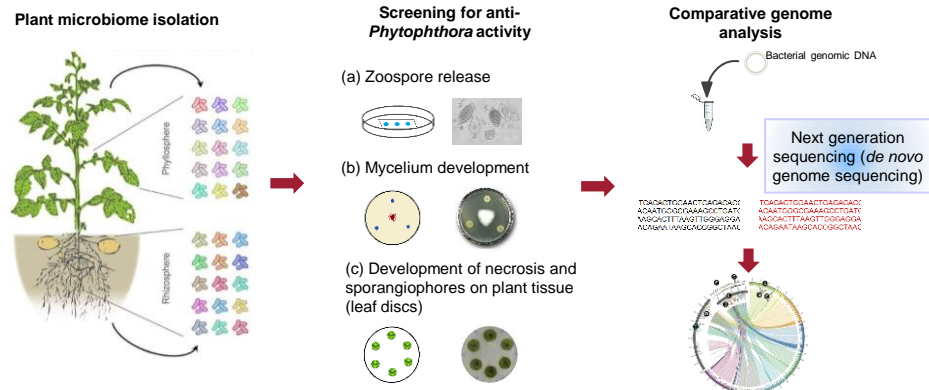 Plant microbiome isolation
Phyllosphere
Rhizosphere
Screening for anti-
Phytophthora activity
(a) Zoospore release
(b) Mycelium development
(c) Development of necrosis and
sporangiophores on plant tissue
(leaf discs)
Comparative genome
analysis
Bacterial genomic DNA
Next generation
sequencing (de novo
genome sequencing)